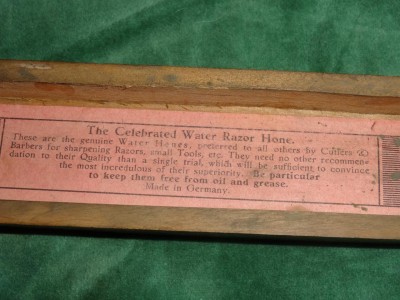 The Celebrated Water Razor Hone.
These are the genuine Water Hones, preferred to all others by Cutlers &
Barbers for sharpening Razors, small Tools, etc. They need no other recommen-
dation to their Quality than a single trial, which will be sufficient to convince
the most incredulous of their superiority. Be particular
to keep them free from oil and grease.
Made in Germany.